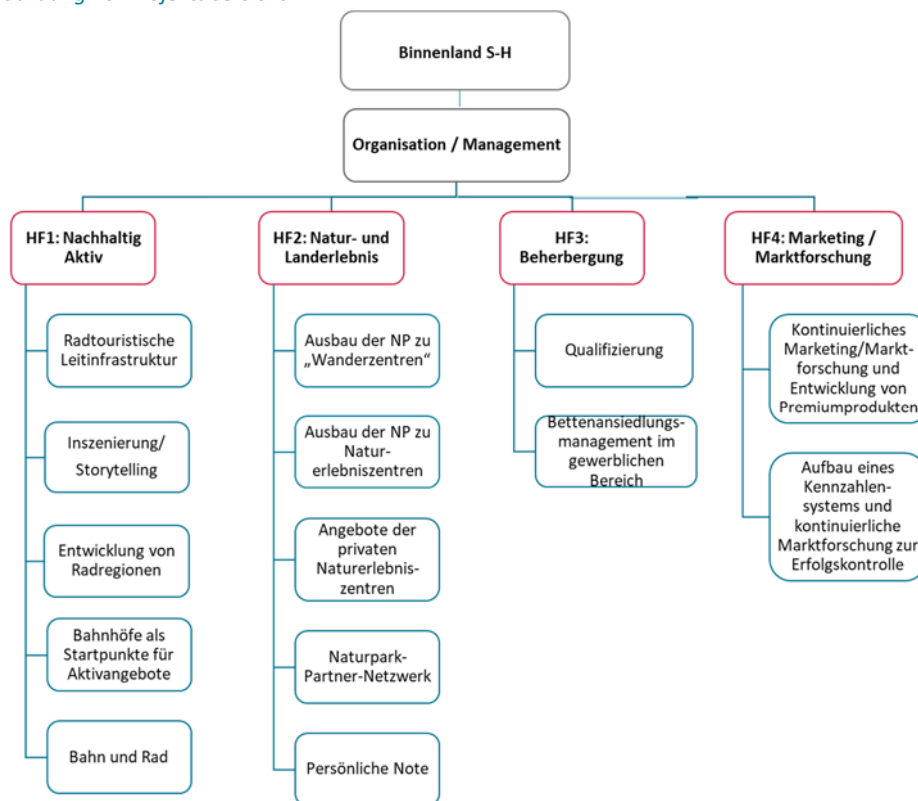 Binnenland S-H
Organisation / Management
HF1: Nachhaltig
Aktiv
Radtouristische
Leitinfrastruktur
Inszenierung/
Storytelling
Entwicklung von
Radregionen
Bahnhöfe als
Startpunkte für
Aktivangebote
Bahn und Rad
HF2: Natur- und
Landerlebnis
Ausbau der NP zu
„Wanderzentren“
Ausbau der NP zu
Natur-
erlebniszentren
Angebote der
privaten
Naturerlebnis-
zentren
Naturpark-
Partner-Netzwerk
Persönliche Note
HF3:
Beherbergung
Qualifizierung
Bettenansiedlungs-
management im
gewerblichen
Bereich
HF4: Marketing /
Marktforschung
Kontinuierliches
Marketing/Markt-
forschung und
Entwicklung von
Premiumprodukten
Aufbau eines
Kennzahlen-
systems und
kontinuierliche
Marktforschung zur
Erfolgskontrolle